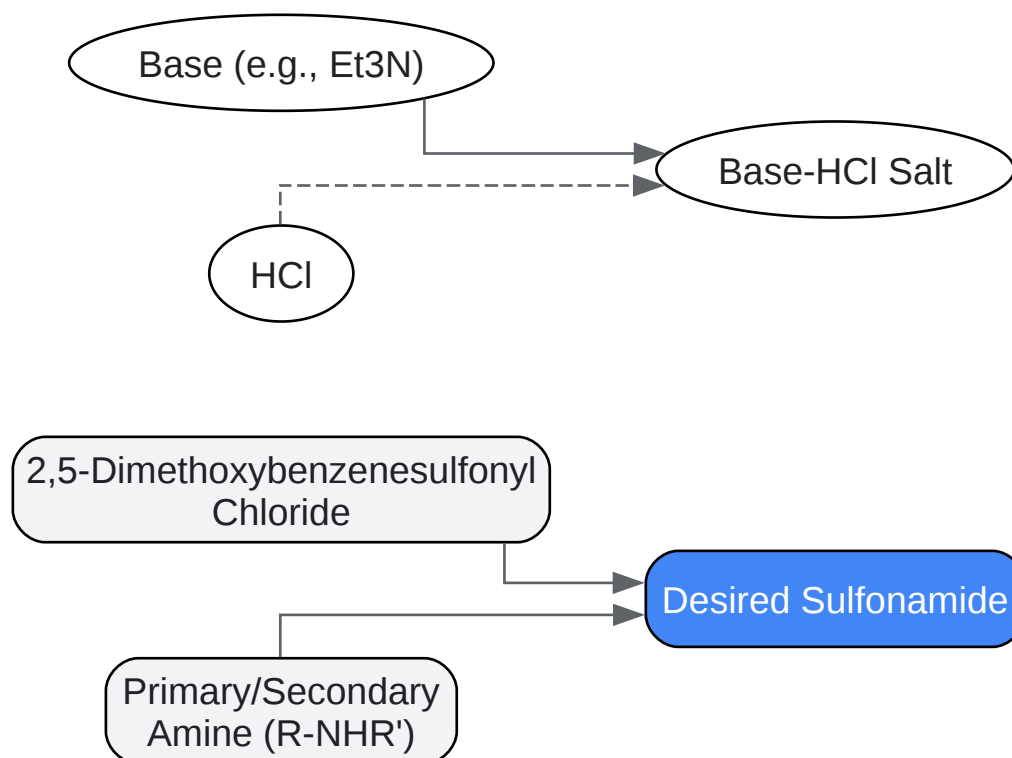 Base (e.g., Et3N)
Base-HCl Salt
HCl
2,5-Dimethoxybenzenesulfonyl
Chloride
Desired Sulfonamide
Primary/Secondary
Amine (R-NHR')